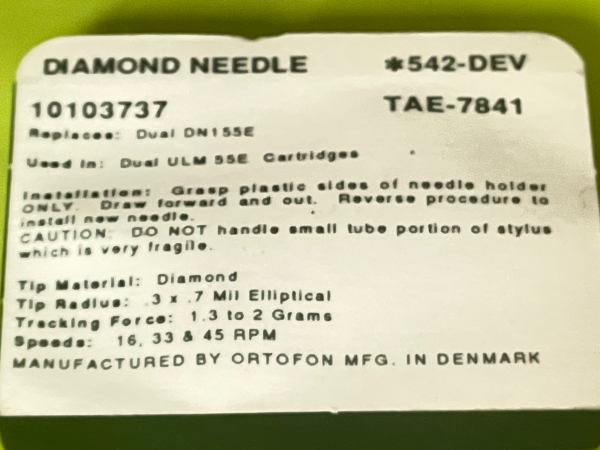 DIAMOND NEEDLE *542-DEV
10103737 TAE-7841
Replaces: Dual DN155E
Used In: Dual ULM 55E Cartridges
Installation: Grasp plastic sides of needle holder
ONLY. Draw forward and out. Reverse procedure to
install new needle.
CAUTION: DO NOT handle small tube portion of stylus
which is very fragile.
Tip Material: Diamond
Tip Radius: .3 x .7 Mil Elliptical
Tracking Force: 1.3 to 2 Grams
Speeds: 16, 33 & 45 RPM
MANUFACTURED BY ORTOFON MFG. IN DENMARK